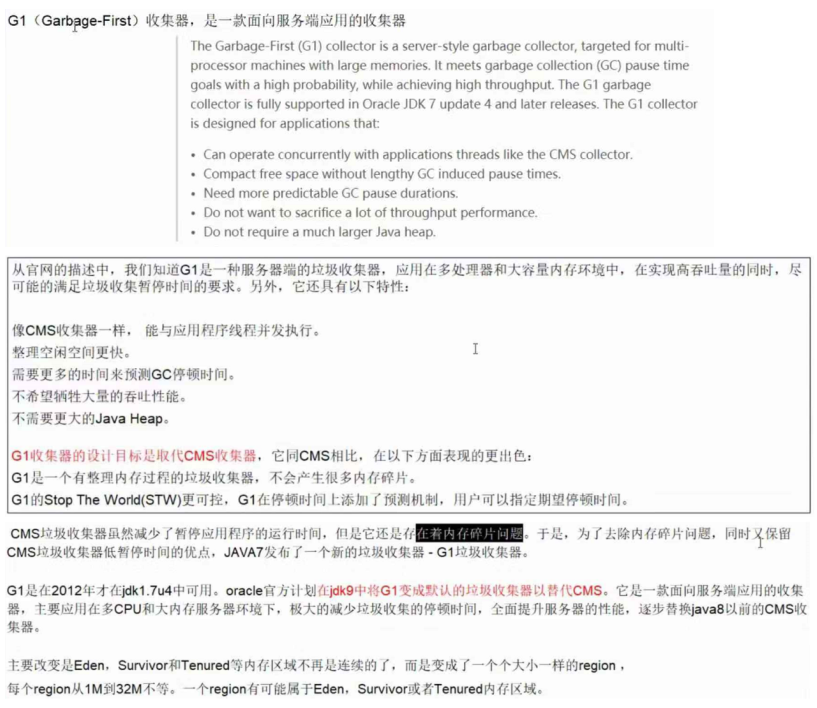 G1（Garbage-First）收集器，是一款面向服务端应用的收集器
The Garbage-First (G1) collector is a server-style garbage collector, targeted for multi-
processor machines with large memories. It meets garbage collection (GC) pause time
goals with a high probability, while achieving high throughput. The G1 garbage
collector is fully supported in Oracle JDK 7 update 4 and later releases. The G1 collector
is designed for applications that:
• Can operate concurrently with applications threads like the CMS collector.
• Compact free space without lengthy GC induced pause times.
• Need more predictable GC pause durations.
• Do not want to sacrifice a lot of throughput performance.
• Do not require a much larger Java heap.
从官网的描述中，我们知道G1是一种服务器端的垃圾收集器，应用在多处理器和大容量内存环境中，在实现高吞吐量的同时，尽
可能的满足垃圾收集暂停时间的要求。另外，它还具有以下特性：
像CMS收集器一样， 能与应用程序线程并发执行。
整理空闲空间更快。
需要更多的时间来预测GC停顿时间。
不希望牺牲大量的吞吐性能。
不需要更大的Java Heap。
G1收集器的设计目标是取代CMS收集器，它同CMS相比，在以下方面表现的更出色：
G1是一个有整理内存过程的垃圾收集器，不会产生很多内存碎片。
G1的Stop The World(STW)更可控，G1在停顿时间上添加了预测机制，用户可以指定期望停顿时间。
CMS垃圾收集器虽然减少了暂停应用程序的运行时间，但是它还是存在着内存碎片问题。于是，为了去除内存碎片问题，同时又保留
CMS垃圾收集器低暂停时间的优点，JAVA7发布了一个新的垃圾收集器 - G1垃圾收集器。
G1是在2012年才在jdk1.7u4中可用。oracle官方计划在jdk9中将G1变成默认的垃圾收集器以替代CMS。它是一款面向服务端应用的收集
器，主要应用在多CPU和大内存服务器环境下，极大的减少垃圾收集的停顿时间，全面提升服务器的性能，逐步替换java8以前的CMS收
集器。
主要改变是Eden，Survivor和Tenured等内存区域不再是连续的了，而是变成了一个个大小一样的region ，
每个region从1M到32M不等。一个region有可能属于Eden，Survivor或者Tenured内存区域。